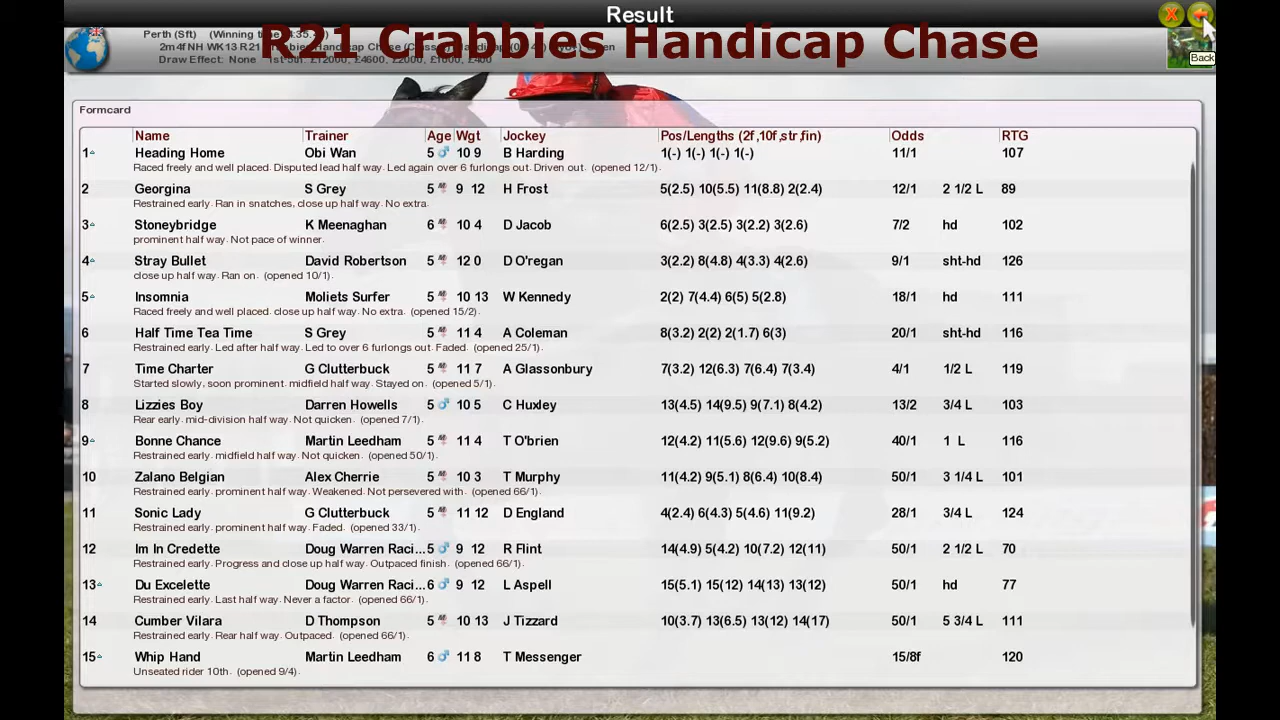 Result
R21 Crabbies Handicap Chase
Perth (Sft) (Winning
2m4f NH WK13 R21
Draw Effect: None 1st-5th: £12000, £4600, £2000, £1000, £400
Back
Formcard
Name Trainer Age Wgt Jockey Pos/Lengths (2f,10f,str,fin) Odds RTG
1 Heading Home Obi Wan 5 10 9 B Harding 1(-) 1(-) 1(-) 1(-) 11/1 107
Raced freely and well placed. Disputed lead half way. Led again over 6 furlongs out. Driven out. (opened 12/1).
2 Georgina S Grey 5 9 12 H Frost 5(2.5) 10(5.5) 11(8.8) 2(2.4) 12/1 2 1/2 L 89
Restrained early. Ran in snatches, close up half way. No extra.
3 Stoneybridge K Meenaghan 6 10 4 D Jacob 6(2.5) 3(2.5) 3(2.2) 3(2.6) 7/2 hd 102
prominent half way. Not pace of winner.
4 Stray Bullet David Robertson 5 12 0 D O'regan 3(2.2) 8(4.8) 4(3.3) 4(2.6) 9/1 sht-hd 126
close up half way. Ran on. (opened 10/1).
5 Insomnia Moliets Surfer 5 10 13 W Kennedy 2(2) 7(4.4) 6(5) 5(2.8) 18/1 hd 111
Raced freely and well placed. close up half way. No extra. (opened 15/2).
6 Half Time Tea Time S Grey 5 11 4 A Coleman 8(3.2) 2(2) 2(1.7) 6(3) 20/1 sht-hd 116
Restrained early. Led after half way. Led to over 6 furlongs out. Faded. (opened 25/1).
7 Time Charter G Clutterbuck 5 11 7 A Glassonbury 7(3.2) 12(6.3) 7(6.4) 7(3.4) 4/1 1/2 L 119
Started slowly, soon prominent. midfield half way. Stayed on. (opened 5/1).
8 Lizzies Boy Darren Howells 5 10 5 C Huxley 13(4.5) 14(9.5) 9(7.1) 8(4.2) 13/2 3/4 L 103
Rear early. mid-division half way. Not quicken. (opened 7/1).
9 Bonne Chance Martin Leedham 5 11 4 T O'brien 12(4.2) 11(5.6) 12(9.6) 9(5.2) 40/1 1 L 116
Restrained early. midfield half way. Not quicken. (opened 50/1).
10 Zalano Belgian Alex Cherrie 5 10 3 T Murphy 11(4.2) 9(5.1) 8(6.4) 10(8.4) 50/1 3 1/4 L 101
Restrained early. prominent half way. Weakened. Not persevered with. (opened 66/1).
11 Sonic Lady G Clutterbuck 5 11 12 D England 4(2.4) 6(4.3) 5(4.6) 11(9.2) 28/1 3/4 L 124
Restrained early. prominent half way. Faded. (opened 33/1).
12 Im In Credette Doug Warren Raci... 5 9 12 R Flint 14(4.9) 5(4.2) 10(7.2) 12(11) 50/1 2 1/2 L 70
Restrained early. Progress and close up half way. Outpaced finish. (opened 66/1).
13 Du Excelette Doug Warren Raci... 6 9 12 L Aspell 15(5.1) 15(12) 14(13) 13(12) 50/1 hd 77
Restrained early. Last half way. Never a factor. (opened 66/1).
14 Cumber Vilara D Thompson 5 10 13 J Tizzard 10(3.7) 13(6.5) 13(12) 14(17) 50/1 5 3/4 L 111
Restrained early. Rear half way. Outpaced. (opened 66/1).
15 Whip Hand Martin Leedham 6 11 8 T Messenger 15/8f 120
Unseated rider 10th. (opened 9/4).